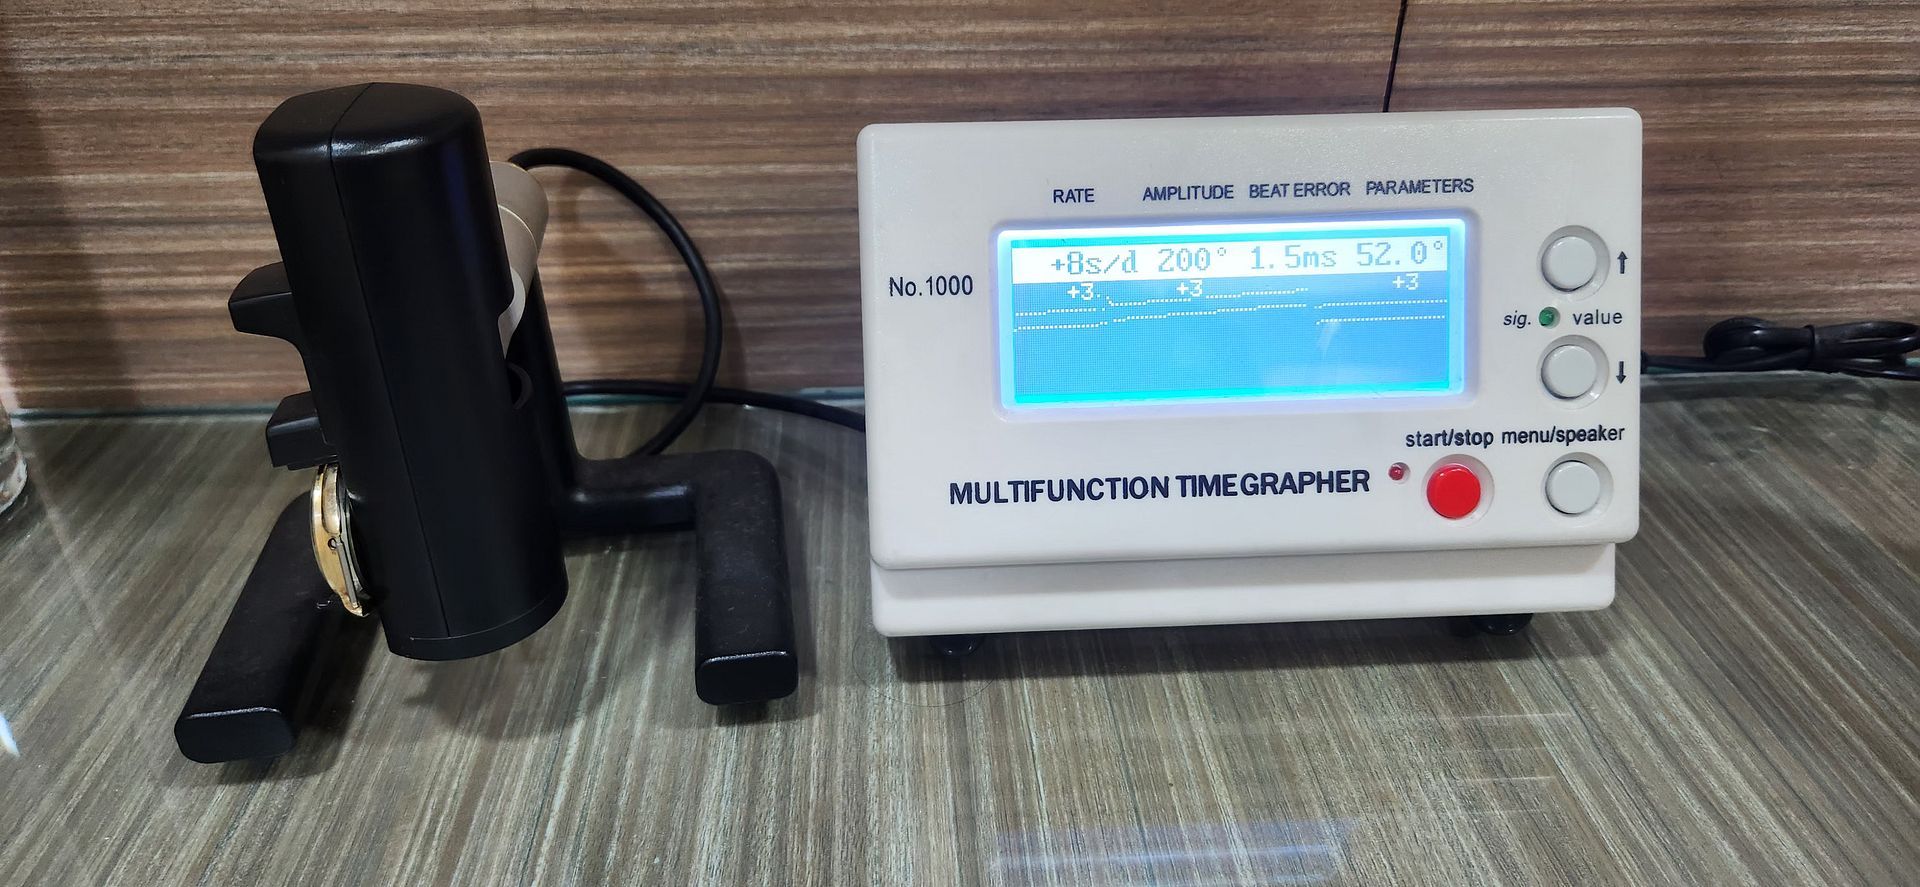 RATE AMPLITUDE BEAT ERROR PARAMETERS
+8s/d 200° 1.5ms 52.0°
+3 +3 +3
No.1000
sig. value
start/stop menu/speaker
MULTIFUNCTION TIMEGRAPHER